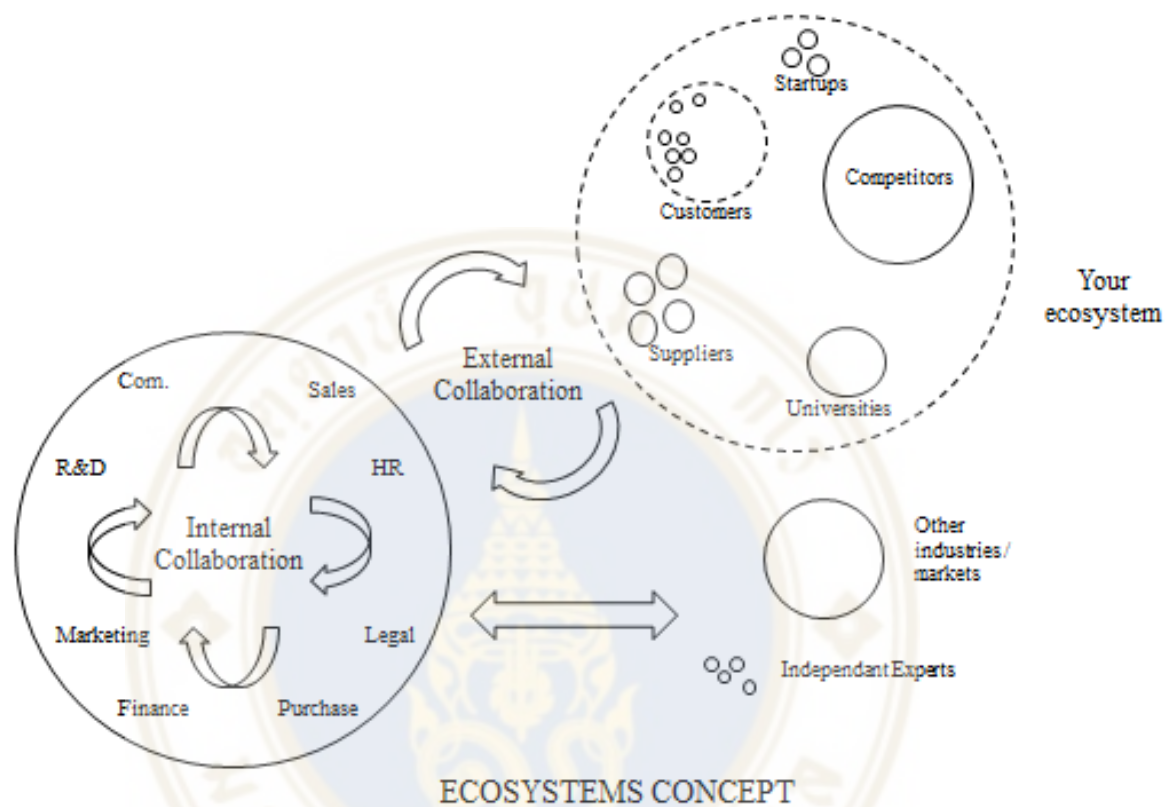 Startups
Competitors
Customers
Your
ecosystem
Suppliers
External
Collaboration
Universities
Com.
Sales
R&D
HR
Internal
Collaboration
Other
industries/
markets
Marketing
Legal
Independant Experts
Finance
Purchase
ECOSYSTEMS CONCEPT